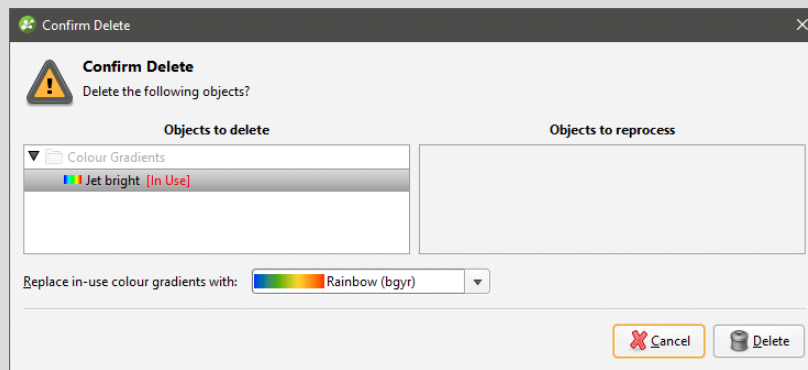 Confirm Delete
Confirm Delete
Delete the following objects?
Objects to delete
Objects to reprocess
Colour Gradients
Jet bright [In Use]
Replace in-use colour gradients with:
Rainbow (bgyr)
Cancel
Delete